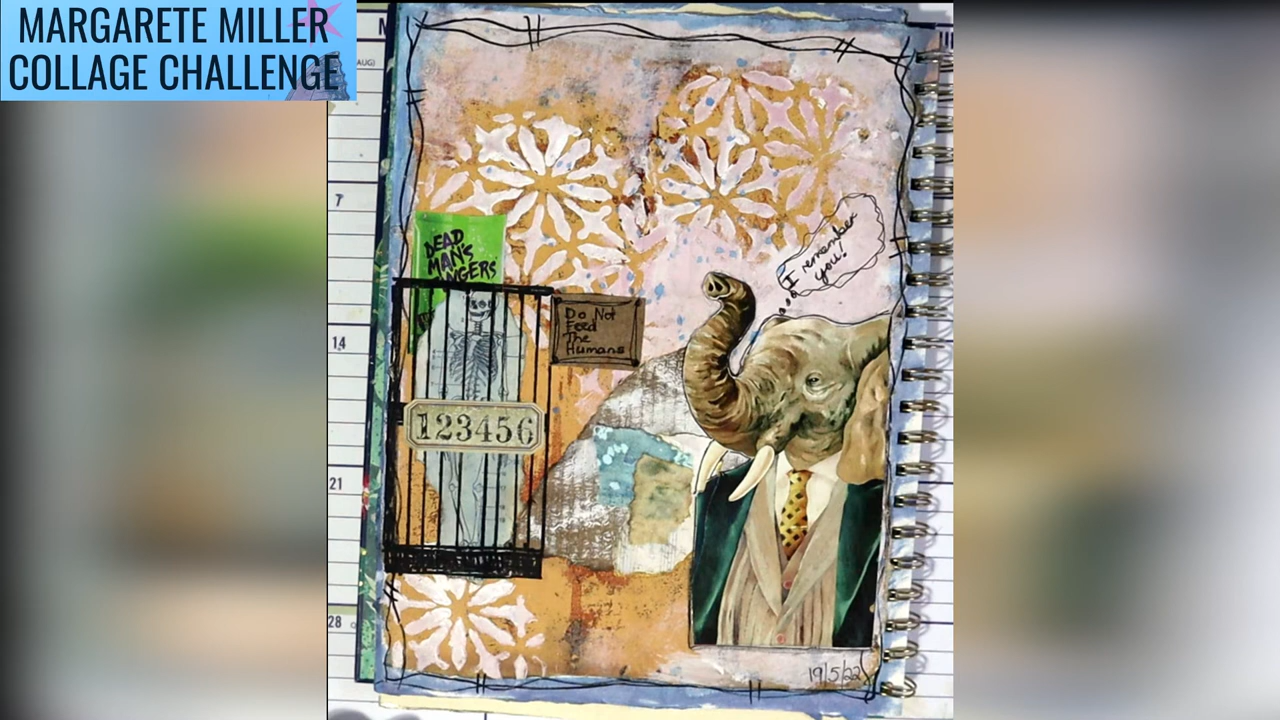 MARGARETE MILLER
COLLAGE CHALLENGE
AUG)
7
14
21
28
DEAD
MAN'S
FINGERS
Do Not
Feed
The
Humans
123456
I remember
you!
19/5/22